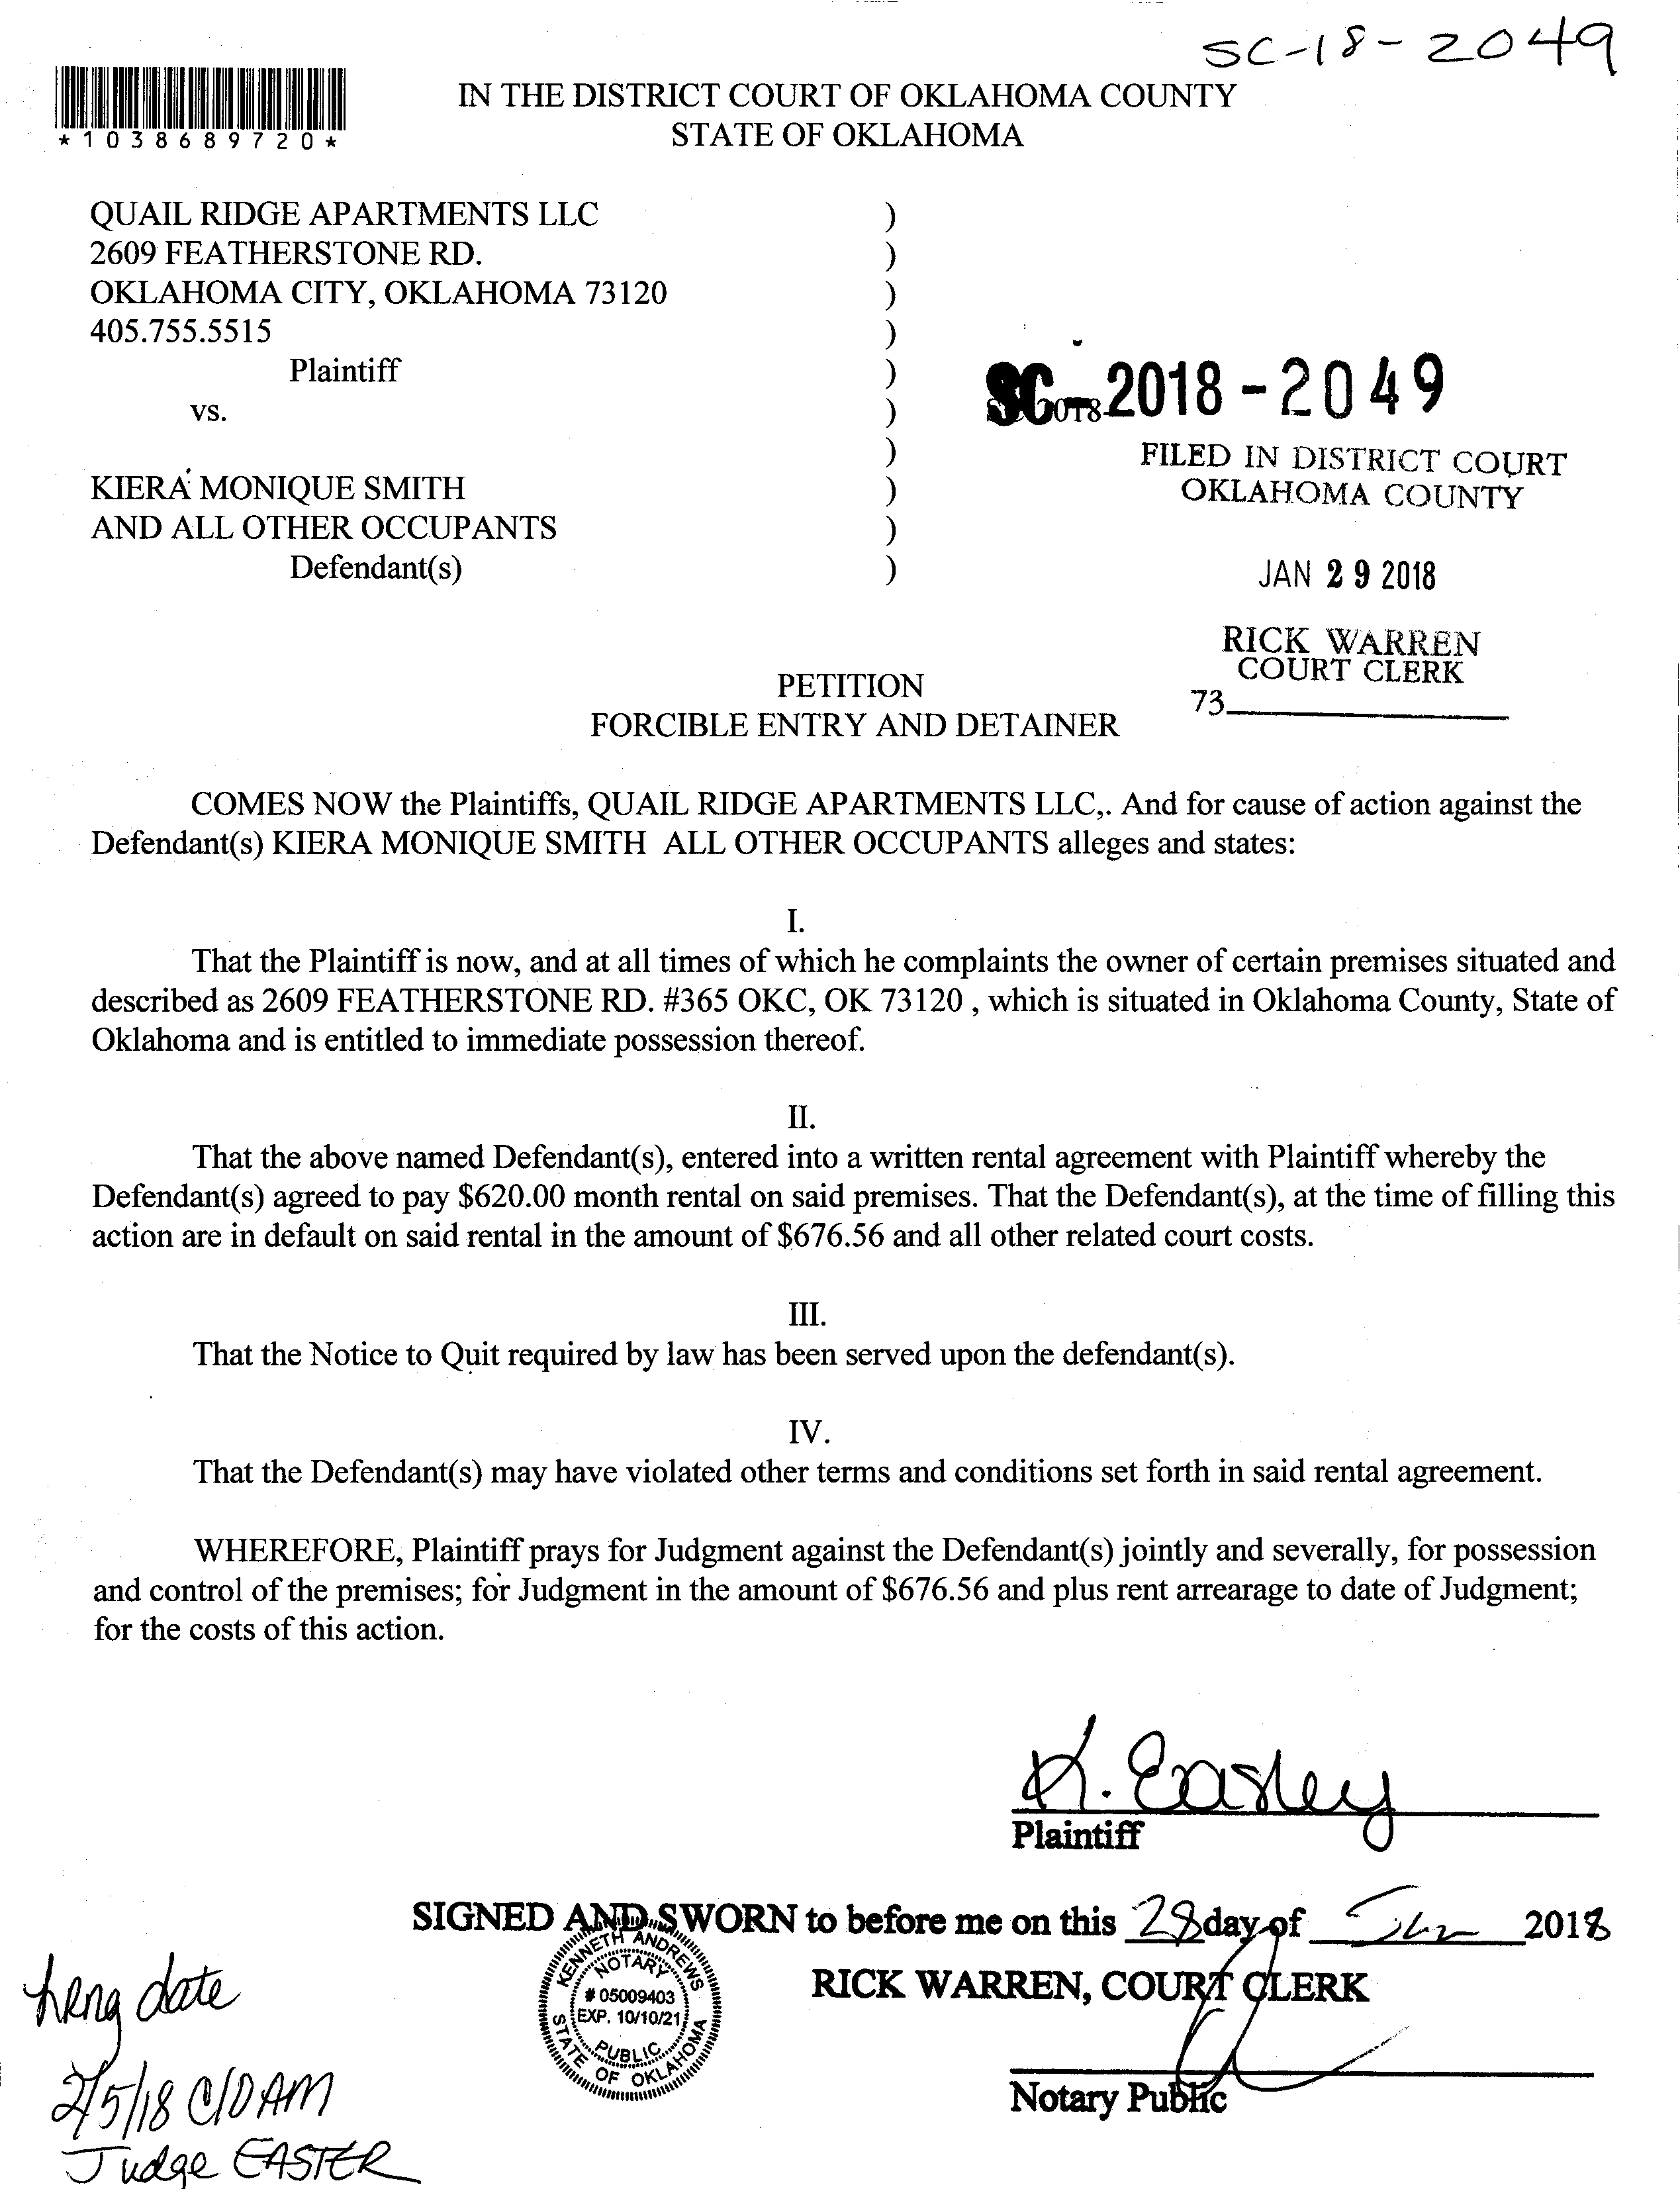 SC-18-2049
*1038689720*
IN THE DISTRICT COURT OF OKLAHOMA COUNTY
STATE OF OKLAHOMA
QUAIL RIDGE APARTMENTS LLC )
2609 FEATHERSTONE RD. )
OKLAHOMA CITY, OKLAHOMA 73120 )
405.755.5515 )
Plaintiff )
vs. )
)
KIERA MONIQUE SMITH )
AND ALL OTHER OCCUPANTS )
Defendant(s) )
SC-2018-2049
FILED IN DISTRICT COURT
OKLAHOMA COUNTY
JAN 29 2018
RICK WARREN
COURT CLERK
73
PETITION
FORCIBLE ENTRY AND DETAINER
COMES NOW the Plaintiffs, QUAIL RIDGE APARTMENTS LLC,. And for cause of action against the
Defendant(s) KIERA MONIQUE SMITH ALL OTHER OCCUPANTS alleges and states:
I.
That the Plaintiff is now, and at all times of which he complaints the owner of certain premises situated and
described as 2609 FEATHERSTONE RD. #365 OKC, OK 73120 , which is situated in Oklahoma County, State of
Oklahoma and is entitled to immediate possession thereof.
II.
That the above named Defendant(s), entered into a written rental agreement with Plaintiff whereby the
Defendant(s) agreed to pay $620.00 month rental on said premises. That the Defendant(s), at the time of filling this
action are in default on said rental in the amount of $676.56 and all other related court costs.
III.
That the Notice to Quit required by law has been served upon the defendant(s).
IV.
That the Defendant(s) may have violated other terms and conditions set forth in said rental agreement.
WHEREFORE, Plaintiff prays for Judgment against the Defendant(s) jointly and severally, for possession
and control of the premises; for Judgment in the amount of $676.56 and plus rent arrearage to date of Judgment;
for the costs of this action.
K. Easley
Plaintiff
SIGNED AND SWORN to before me on this 28 day of Jan 2018
KENNETH ANDREWS
NOTARY
# 05009403
EXP. 10/10/21
PUBLIC
STATE OF OKLAHOMA
RICK WARREN, COURT CLERK
Notary Public
hrng date
2/5/18 @10 AM
Judge EASTER